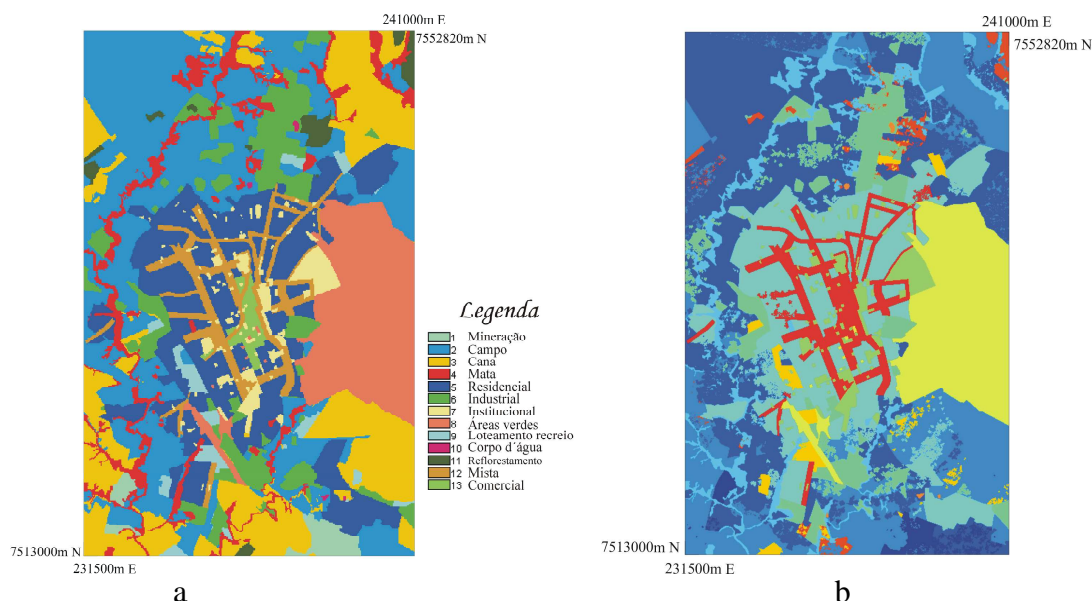 241000m E
7552820m N
241000m E
7552820m N
Legenda
1 Mineração
2 Campo
3 Cana
4 Mata
5 Residencial
6 Industrial
7 Institucional
8 Áreas verdes
9 Loteamento recreio
10 Corpo d´água
11 Reflorestamento
12 Mista
13 Comercial
7513000m N
231500m E
7513000m N
231500m E
a
b